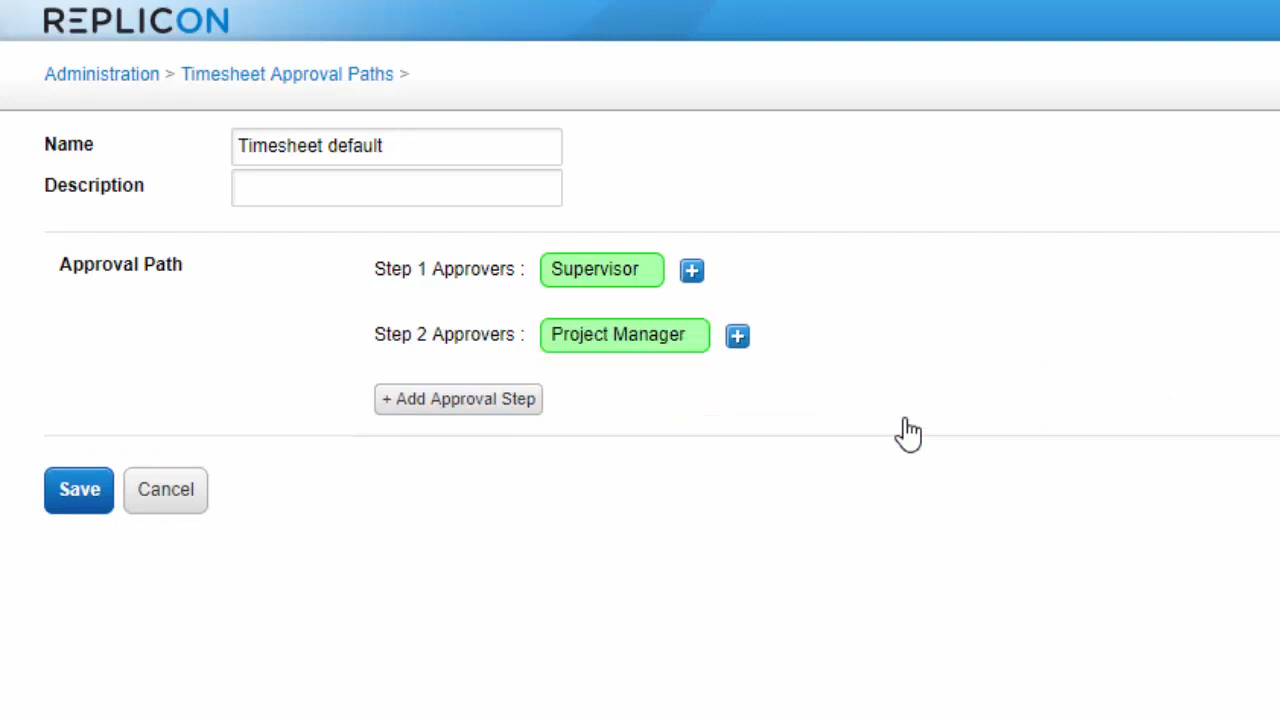 REPLICON
Administration > Timesheet Approval Paths >
Name Timesheet default
Description
Approval Path Step 1 Approvers : Supervisor +
Step 2 Approvers : Project Manager +
+ Add Approval Step
Save Cancel